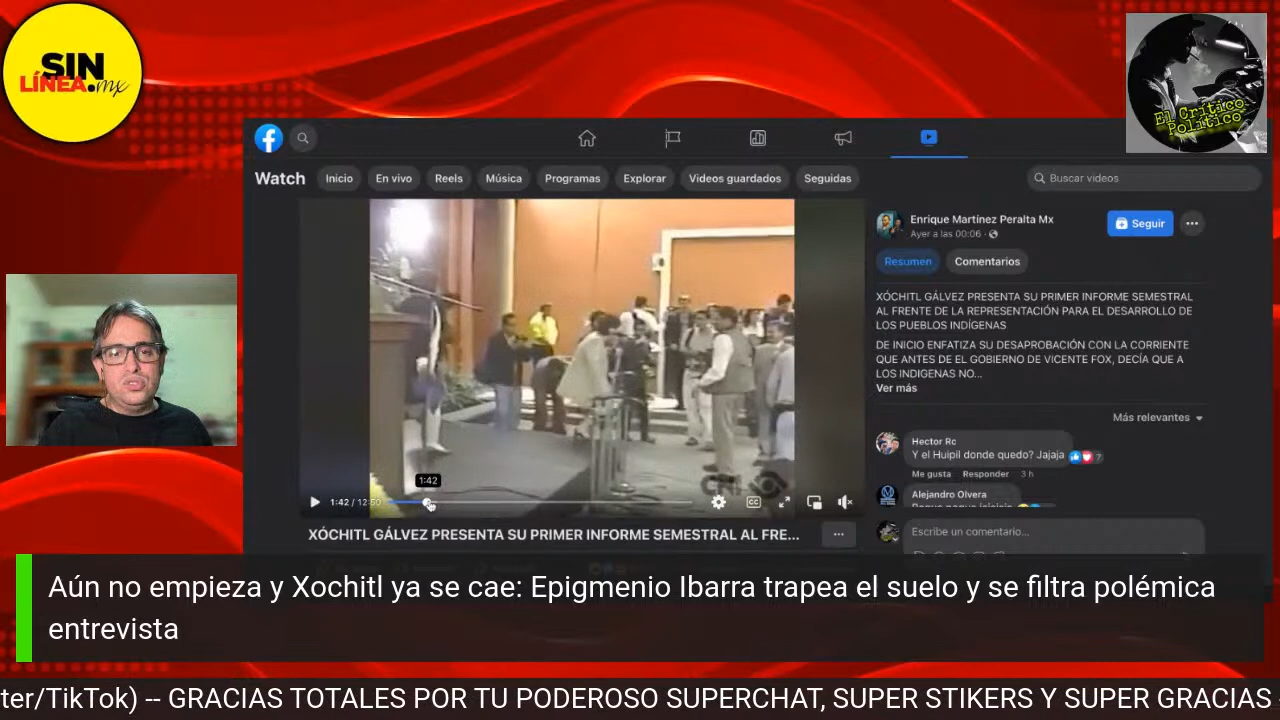 SIN
LÍNEA.mx
El Crítico
Político
Watch
Inicio
En vivo
Reels
Música
Programas
Explorar
Videos guardados
Seguidas
Buscar videos
Enrique Martínez Peralta Mx
Ayer a las 00:06
Seguir
Resumen
Comentarios
XÓCHITL GÁLVEZ PRESENTA SU PRIMER INFORME SEMESTRAL
AL FRENTE DE LA REPRESENTACIÓN PARA EL DESARROLLO DE
LOS PUEBLOS INDÍGENAS
DE INICIO ENFATIZA SU DESAPROBACIÓN CON LA CORRIENTE
QUE ANTES DE EL GOBIERNO DE VICENTE FOX, DECÍA QUE A
LOS INDIGENAS NO...
Ver más
Más relevantes
Hector Rc
Y el Huipil donde quedo? Jajaja
7
Me gusta Responder 3 h
Alejandro Olvera
Escribe un comentario...
1:42
1:42 / 12:50
CC
XÓCHITL GÁLVEZ PRESENTA SU PRIMER INFORME SEMESTRAL AL FRE...
Aún no empieza y Xochitl ya se cae: Epigmenio Ibarra trapea el suelo y se filtra polémica
entrevista
ter/TikTok) -- GRACIAS TOTALES POR TU PODEROSO SUPERCHAT, SUPER STIKERS Y SUPER GRACIAS